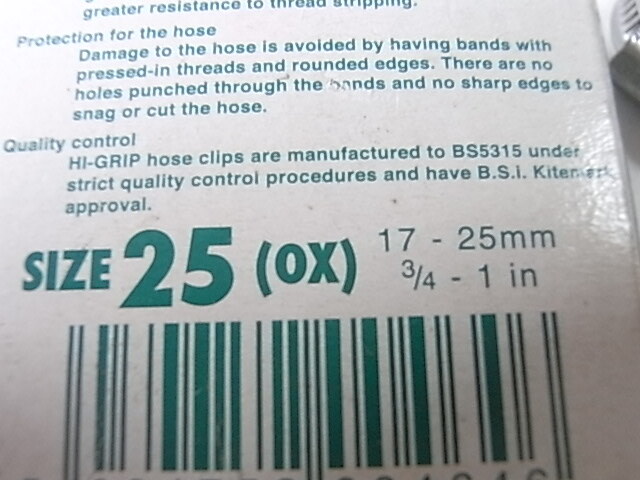 greater resistance to thread stripping.
Protection for the hose
Damage to the hose is avoided by having bands with
pressed-in threads and rounded edges. There are no
holes punched through the bands and no sharp edges to
snag or cut the hose.
Quality control
HI-GRIP hose clips are manufactured to BS5315 under
strict quality control procedures and have B.S.I. Kitemark
approval.
SIZE 25 (OX) 17 - 25mm
3/4 - 1 in